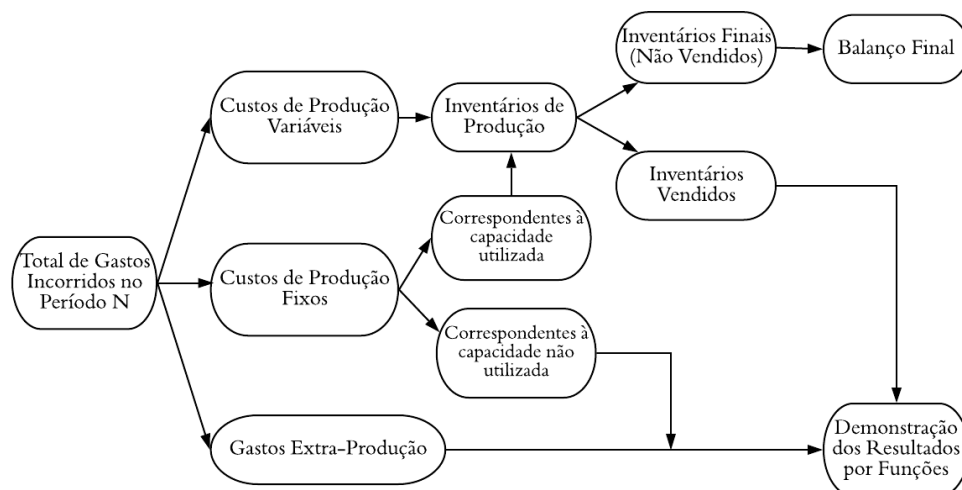 Total de Gastos
Incorridos no
Período N
Custos de Produção
Variáveis
Custos de Produção
Fixos
Gastos Extra-Produção
Inventários de
Produção
Correspondentes à
capacidade
utilizada
Correspondentes à
capacidade não
utilizada
Inventários Finais
(Não Vendidos)
Inventários
Vendidos
Balanço Final
Demonstração
dos Resultados
por Funções